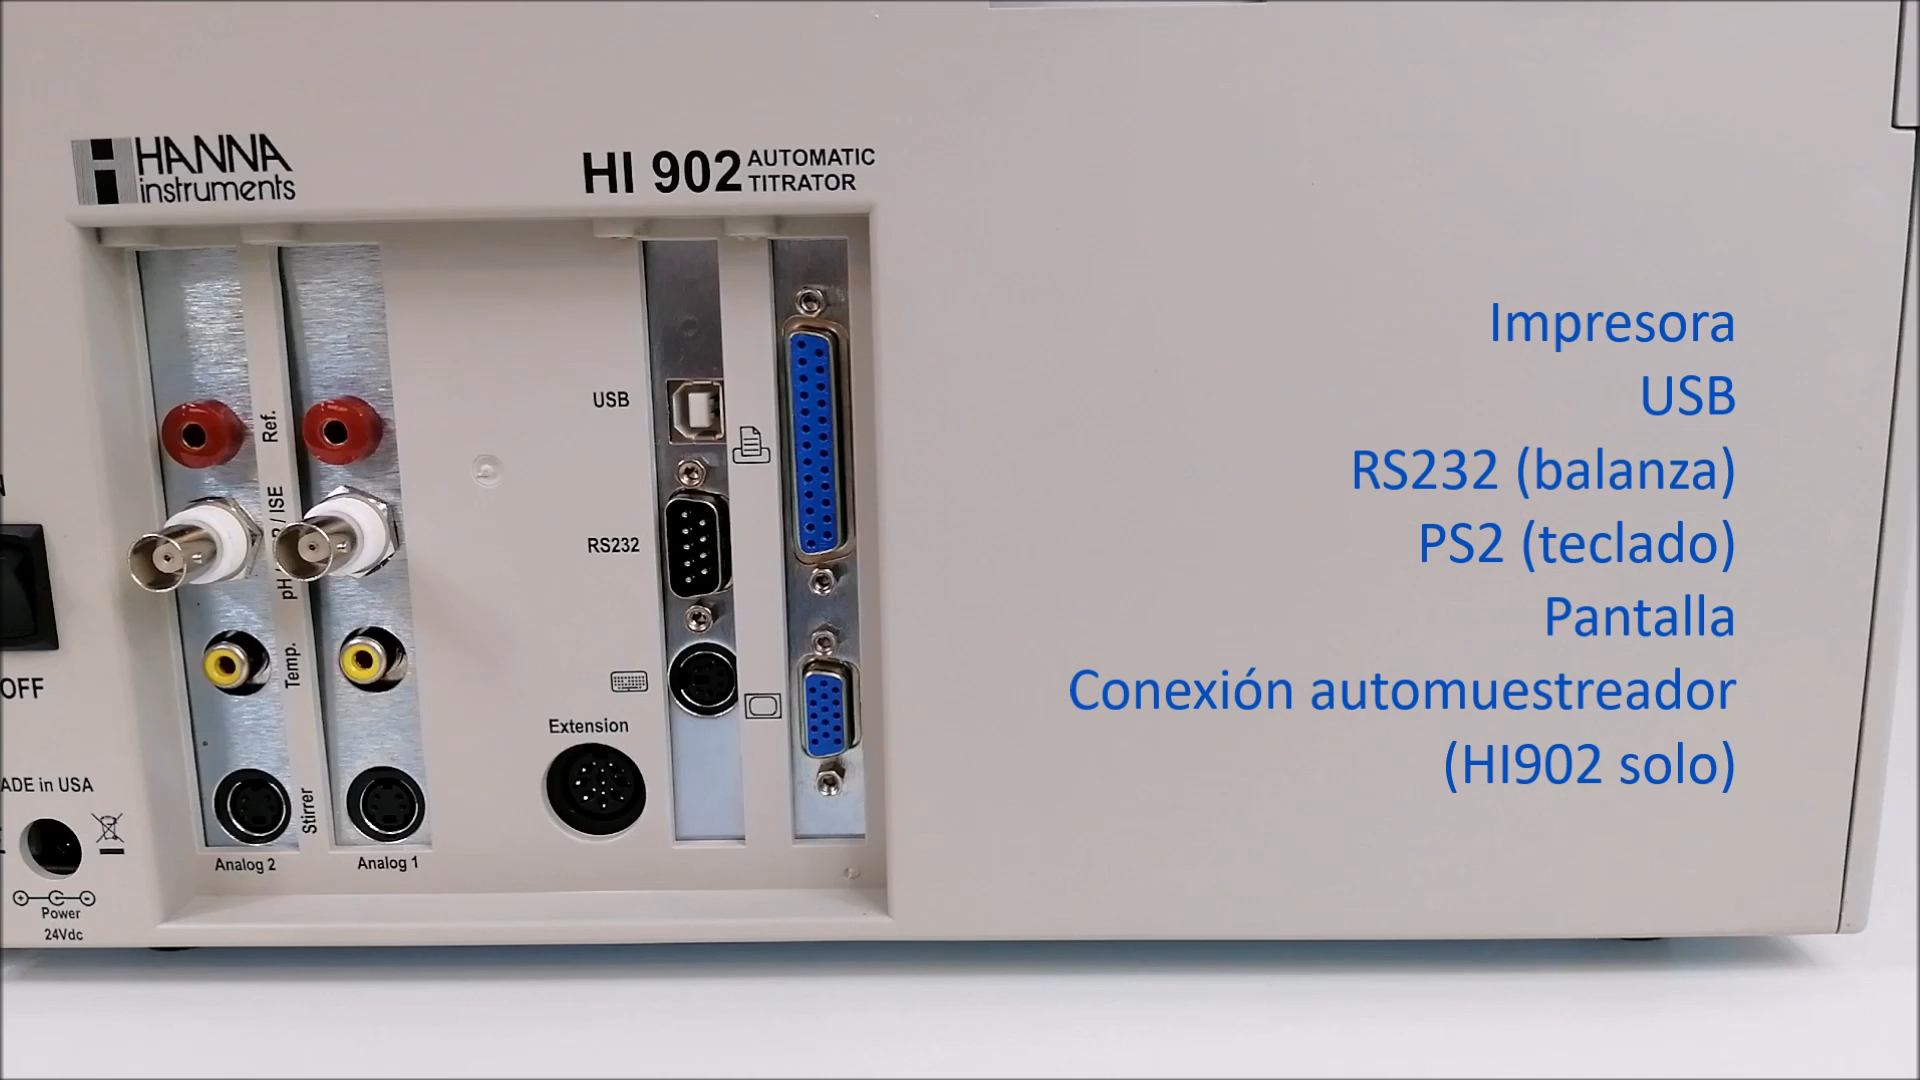 HANNA
instruments
HI 902 AUTOMATIC
TITRATOR
USB
RS232
Extension
Ref.
Temp.
Stirrer
Analog 2
Analog 1
OFF
ADE in USA
Power
24Vdc
Impresora
USB
RS232 (balanza)
PS2 (teclado)
Pantalla
Conexión automuestreador
(HI902 solo)